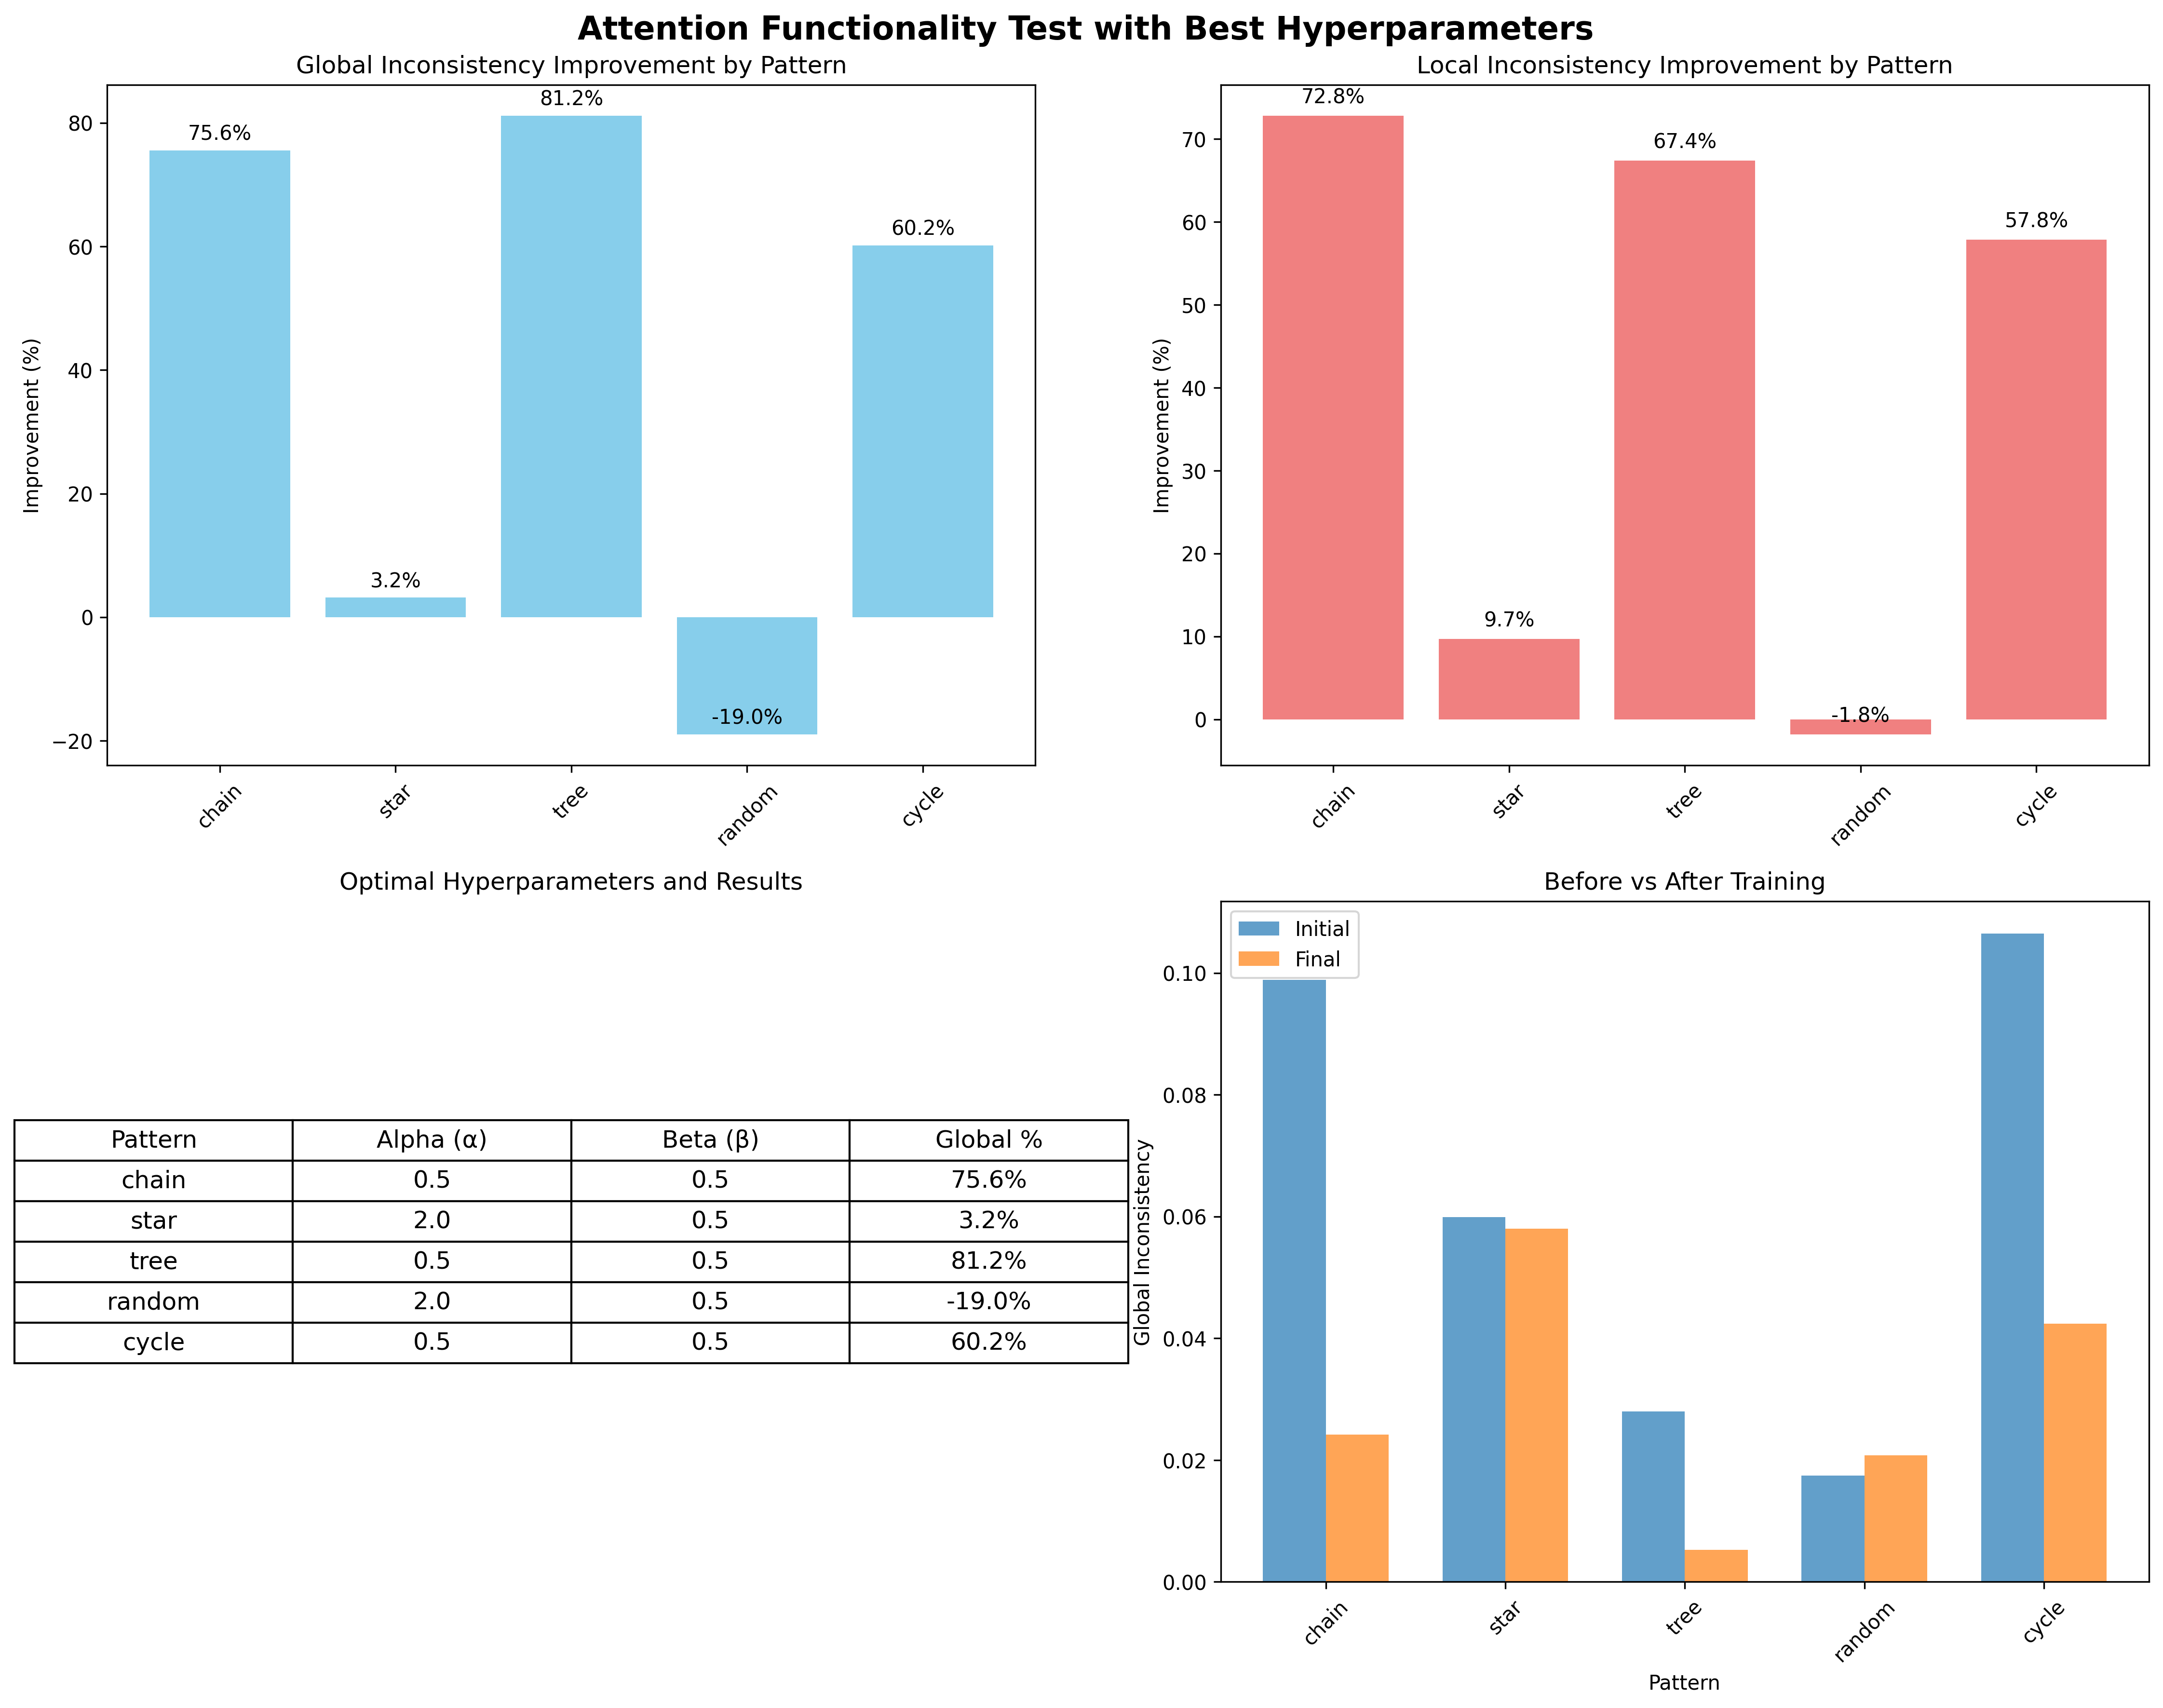 Attention Functionality Test with Best Hyperparameters
Global Inconsistency Improvement by Pattern
Improvement (%)
80
60
40
20
0
−20
75.6%
3.2%
81.2%
-19.0%
60.2%
chain
star
tree
random
cycle
Local Inconsistency Improvement by Pattern
Improvement (%)
70
60
50
40
30
20
10
0
72.8%
9.7%
67.4%
-1.8%
57.8%
chain
star
tree
random
cycle
Optimal Hyperparameters and Results
Pattern Alpha (α) Beta (β) Global %
chain 0.5 0.5 75.6%
star 2.0 0.5 3.2%
tree 0.5 0.5 81.2%
random 2.0 0.5 -19.0%
cycle 0.5 0.5 60.2%
Before vs After Training
Initial
Final
Global Inconsistency
0.10
0.08
0.06
0.04
0.02
0.00
chain
star
tree
random
cycle
Pattern